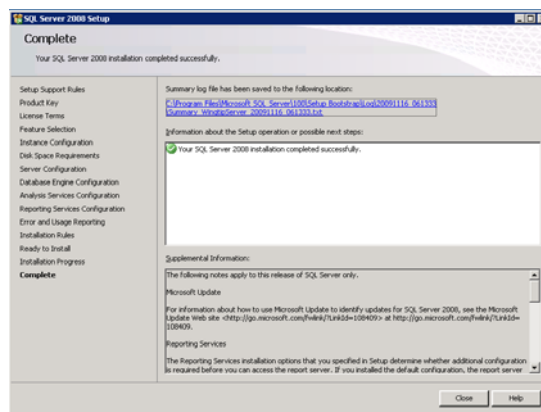 SQL Server 2008 Setup
Complete
Your SQL Server 2008 installation completed successfully.
Setup Support Rules
Product Key
License Terms
Feature Selection
Instance Configuration
Disk Space Requirements
Server Configuration
Database Engine Configuration
Analysis Services Configuration
Reporting Services Configuration
Error and Usage Reporting
Installation Rules
Ready to Install
Installation Progress
Complete
Summary log file has been saved to the following location:
C:\Program Files\Microsoft SQL Server\100\Setup Bootstrap\Log\20091116_061333
\Summary_WingtipServer_20091116_061333.txt
Information about the Setup operation or possible next steps:
Your SQL Server 2008 installation completed successfully.
Supplemental Information:
The following notes apply to this release of SQL Server only.
Microsoft Update
For information about how to use Microsoft Update to identify updates for SQL Server 2008, see the Microsoft
Update Web site <http://go.microsoft.com/fwlink/?LinkId=108409> at http://go.microsoft.com/fwlink/?LinkId=
108409.
Reporting Services
The Reporting Services installation options that you specified in Setup determine whether additional configuration
is required before you can access the report server. If you installed the default configuration, the report server
Close
Help